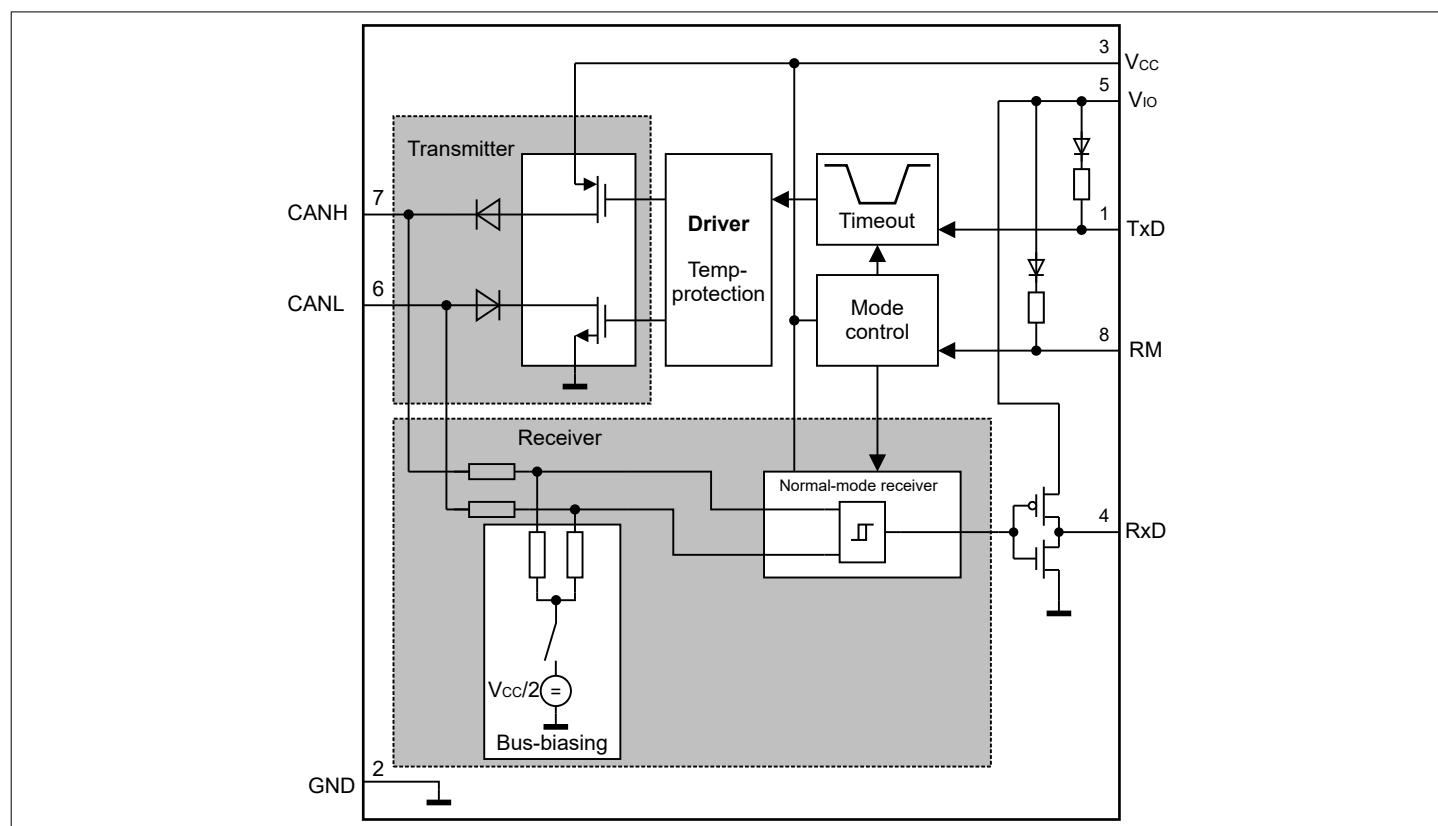 3
VCC
5
VIO
Transmitter
CANH
7
Driver
Temp-
protection
Timeout
1
TxD
CANL
6
Mode
control
8
RM
Receiver
Normal-mode receiver
4
RxD
VCC/2
=
Bus-biasing
GND
2